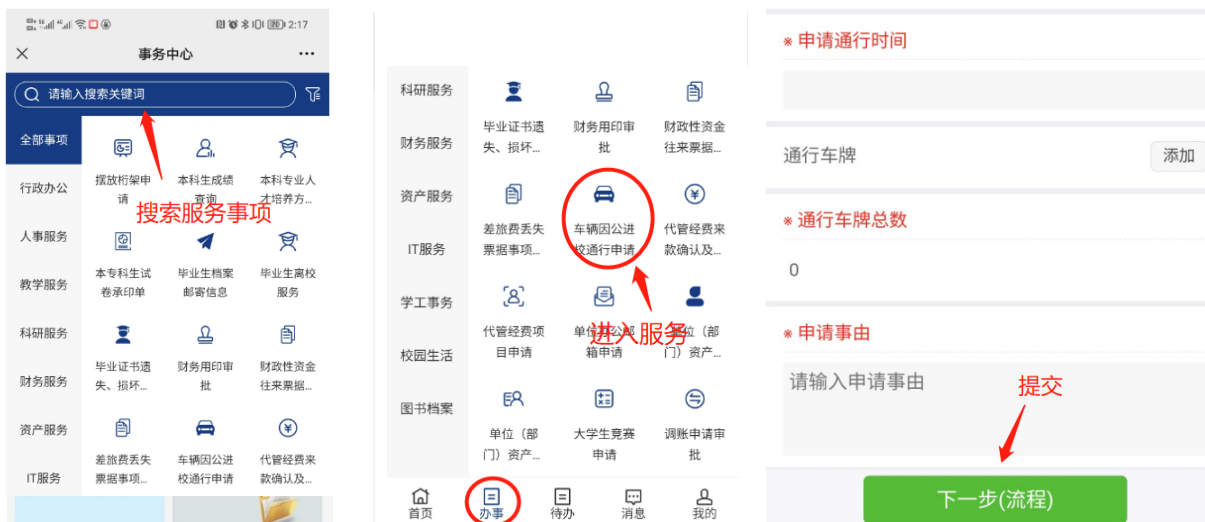 2:17
事务中心
请输入搜索关键词
全部事项
行政办公
人事服务
教学服务
科研服务
财务服务
资产服务
IT服务
摆放桁架申
请
本科生成绩
查询
本科专业人
才培养方...
搜索服务事项
本专科生试
卷承印单
毕业生档案
邮寄信息
毕业生离校
服务
毕业证书遗
失、损坏...
财务用印审
批
财政性资金
往来票据...
差旅费丢失
票据事项...
车辆因公进
校通行申请
代管经费来
款确认及...
科研服务
财务服务
资产服务
IT服务
学工事务
校园生活
图书档案
毕业证书遗
失、损坏...
财务用印审
批
财政性资金
往来票据...
差旅费丢失
票据事项...
车辆因公进
校通行申请
代管经费来
款确认及...
进入服务
代管经费项
目申请
单位办公邮
箱申请
单位（部
门）资产...
单位（部
门）资产...
大学生竞赛
申请
调账申请审
批
首页
办事
待办
消息
我的
* 申请通行时间
通行车牌
添加
* 通行车牌总数
0
* 申请事由
请输入申请事由
提交
下一步(流程)